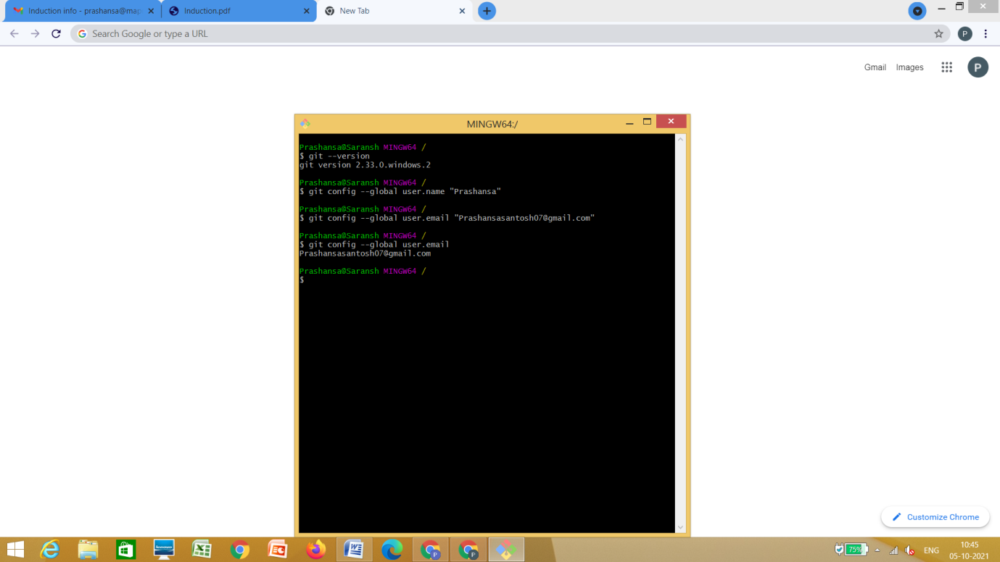 Induction info - prashansa@map
Induction.pdf
New Tab
Search Google or type a URL
P
Gmail
Images
P
MINGW64:/
Prashansa@Saransh MINGW64 /
$ git --version
git version 2.33.0.windows.2
Prashansa@Saransh MINGW64 /
$ git config --global user.name "Prashansa"
Prashansa@Saransh MINGW64 /
$ git config --global user.email "Prashansasantosh07@gmail.com"
Prashansa@Saransh MINGW64 /
$ git config --global user.email
Prashansasantosh07@gmail.com
Prashansa@Saransh MINGW64 /
$
Customize Chrome
75%
ENG
10:45
05-10-2021